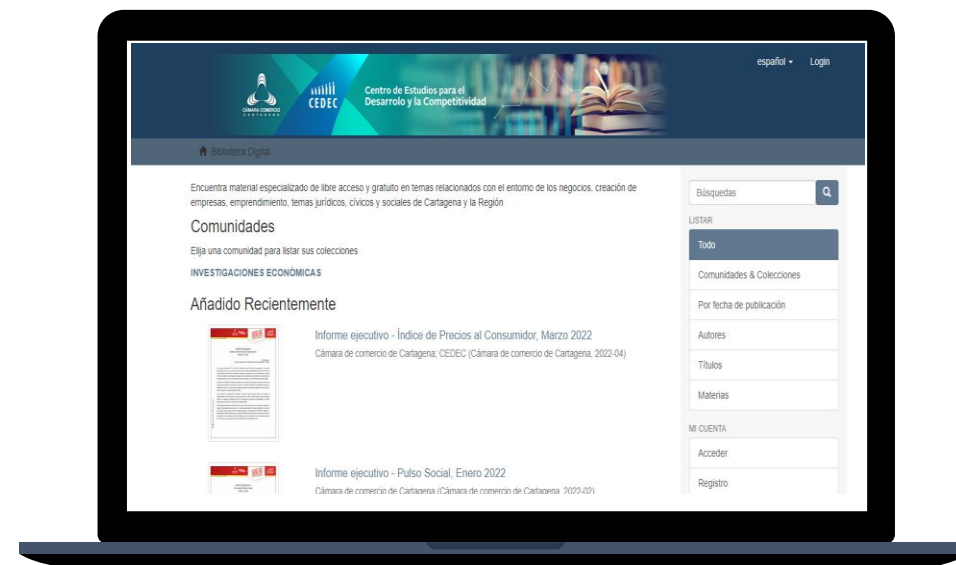 español
Login
CÁMARA COMERCIO
CARTAGENA
CEDEC
Centro de Estudios para el
Desarrolo y la Competitividad
Biblioteca Digital
Encuentra material especializado de libre acceso y gratuito en temas relacionados con el entorno de los negocios, creación de
empresas, emprendimiento, temas jurídicos, cívicos y sociales de Cartagena y la Región
Comunidades
Elija una comunidad para listar sus colecciones
INVESTIGACIONES ECONÓMICAS
Añadido Recientemente
Informe ejecutivo - Índice de Precios al Consumidor, Marzo 2022
Cámara de comercio de Cartagena; CEDEC (Cámara de comercio de Cartagena, 2022-04)
Informe ejecutivo - Pulso Social, Enero 2022
Cámara de comercio de Cartagena (Cámara de comercio de Cartagena, 2022-02)
Búsquedas
LISTAR
Todo
Comunidades & Colecciones
Por fecha de publicación
Autores
Títulos
Materias
MI CUENTA
Acceder
Registro